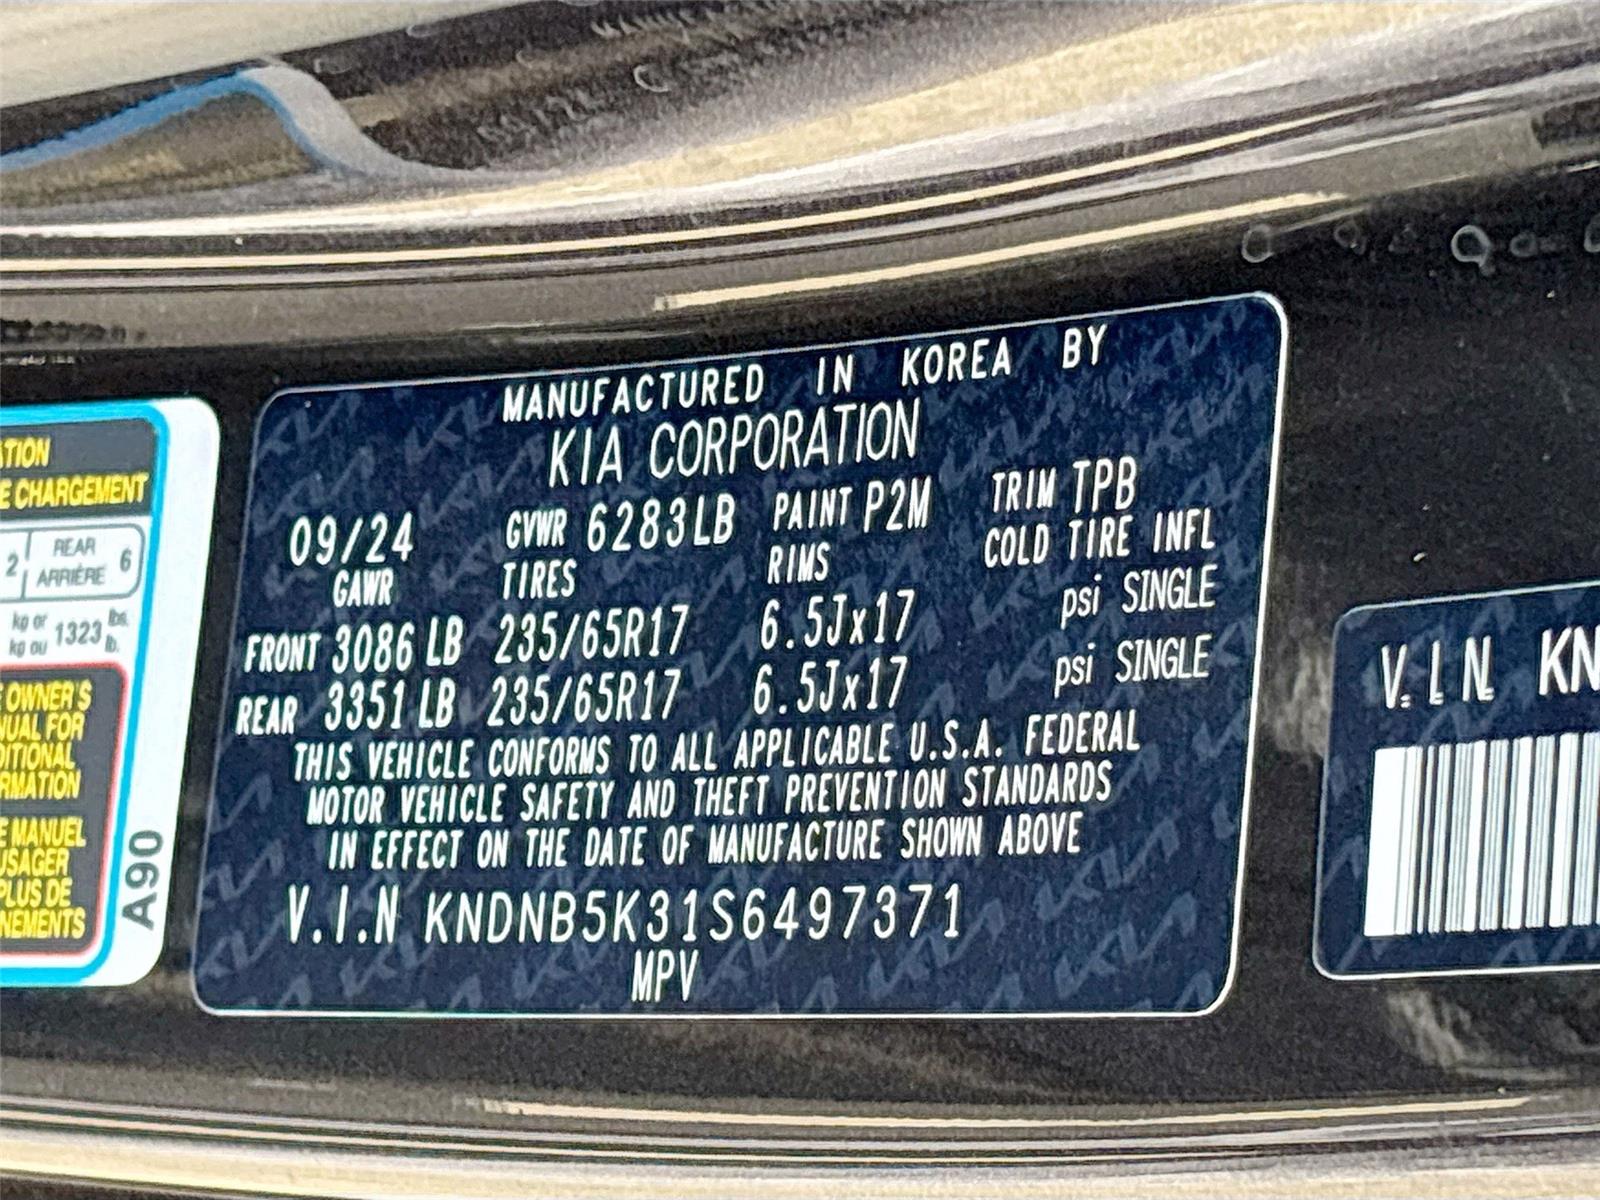 MANUFACTURED IN KOREA BY
KIA CORPORATION
09/24 GVWR 6283LB PAINT P2M TRIM TPB
GAWR TIRES RIMS COLD TIRE INFL
FRONT 3086 LB 235/65R17 6.5Jx17 psi SINGLE
REAR 3351 LB 235/65R17 6.5Jx17 psi SINGLE
THIS VEHICLE CONFORMS TO ALL APPLICABLE U.S.A. FEDERAL
MOTOR VEHICLE SAFETY AND THEFT PREVENTION STANDARDS
IN EFFECT ON THE DATE OF MANUFACTURE SHOWN ABOVE
V.I.N KNDNB5K31S6497371
MPV
ATION
E CHARGEMENT
2 REAR
ARRIÈRE 6
kg or
kg ou 1323 lbs.
lb.
E OWNER'S
NUAL FOR
DITIONAL
RMATION
E MANUEL
USAGER
PLUS DE
NEMENTS
A90
V.I.N. KN